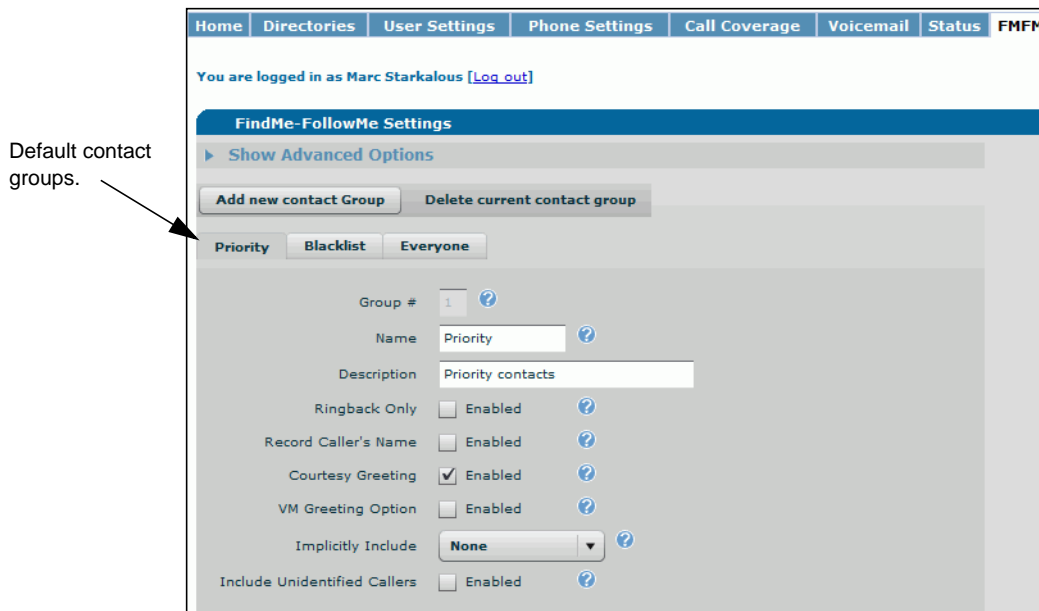 Home Directories User Settings Phone Settings Call Coverage Voicemail Status FMFM
You are logged in as Marc Starkalous [Log out]
FindMe-FollowMe Settings
Default contact
groups.
Show Advanced Options
Add new contact Group Delete current contact group
Priority Blacklist Everyone
Group # 1 ?
Name Priority ?
Description Priority contacts
Ringback Only Enabled ?
Record Caller's Name Enabled ?
Courtesy Greeting Enabled ?
VM Greeting Option Enabled ?
Implicitly Include None ?
Include Unidentified Callers Enabled ?